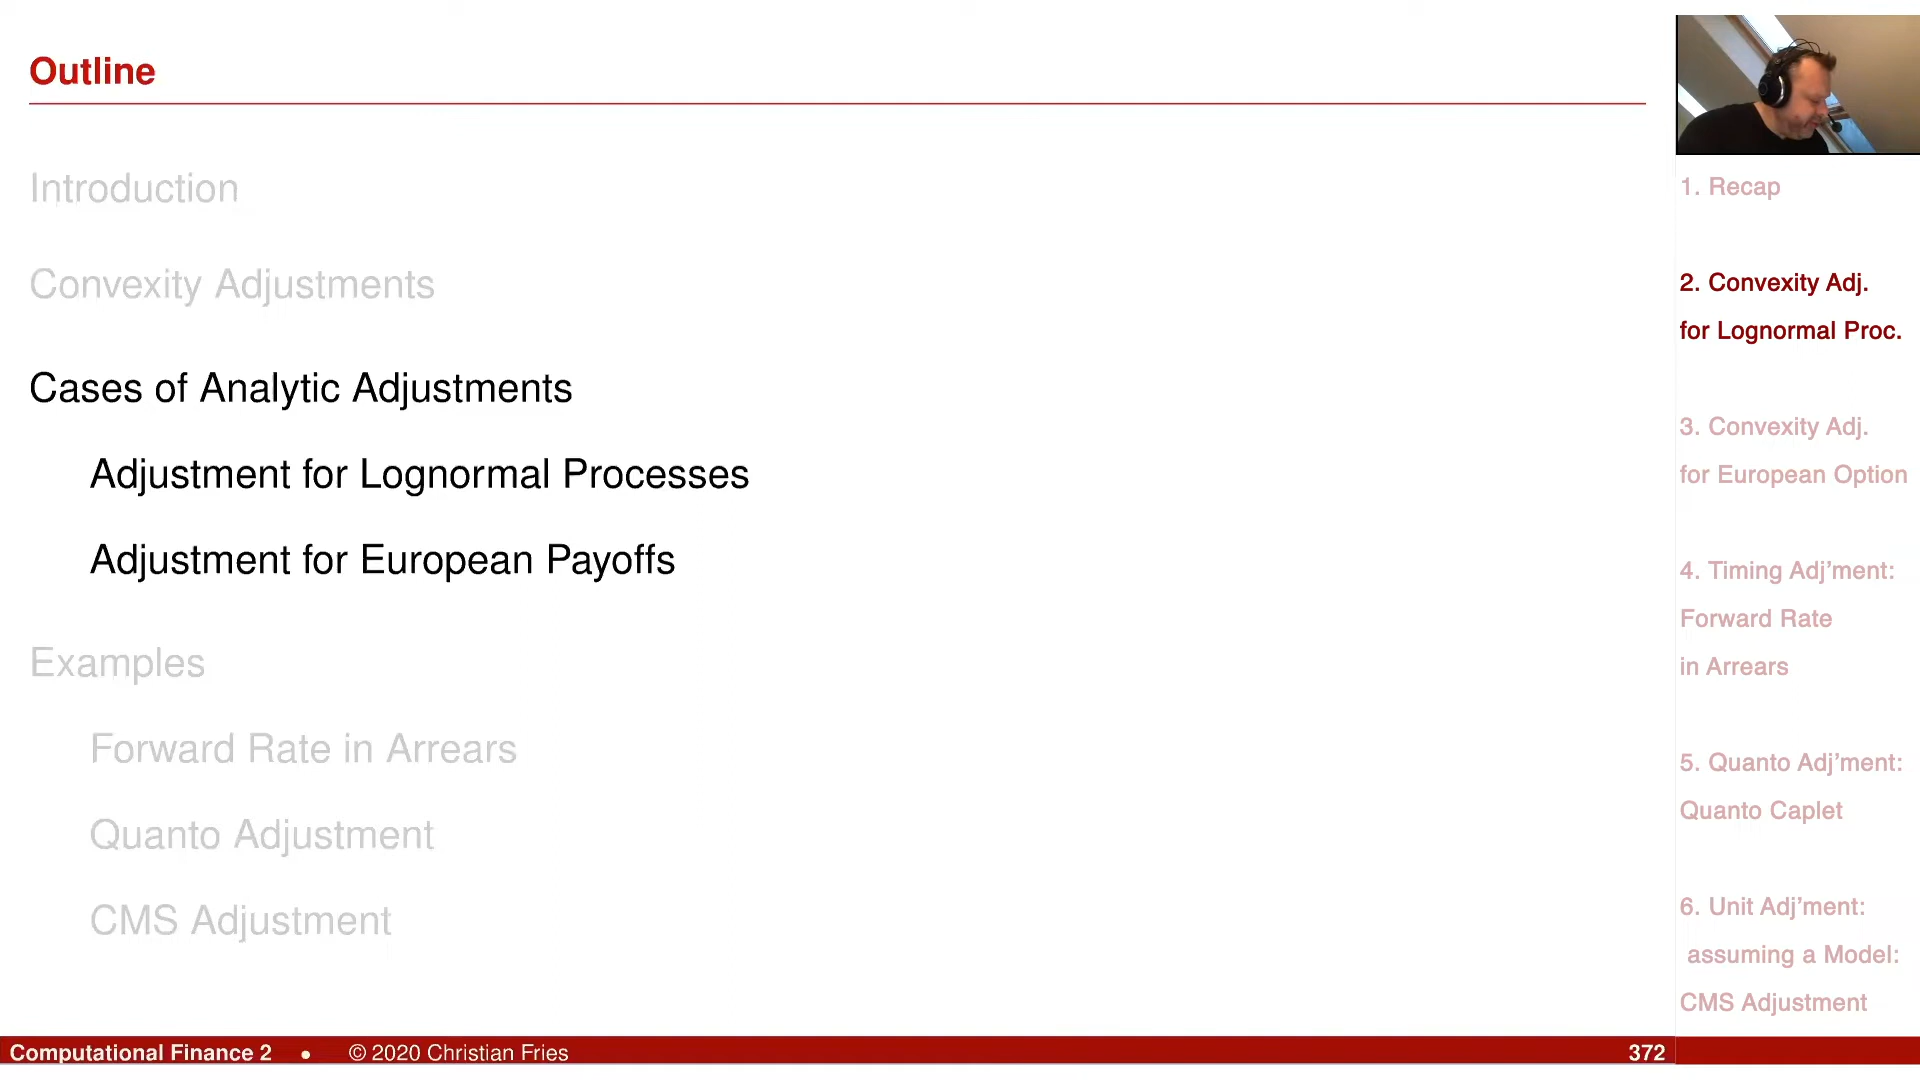 Outline
Introduction
Convexity Adjustments
Cases of Analytic Adjustments
Adjustment for Lognormal Processes
Adjustment for European Payoffs
Examples
Forward Rate in Arrears
Quanto Adjustment
CMS Adjustment
1. Recap
2. Convexity Adj.
for Lognormal Proc.
3. Convexity Adj.
for European Option
4. Timing Adj’ment:
Forward Rate
in Arrears
5. Quanto Adj’ment:
Quanto Caplet
6. Unit Adj’ment:
assuming a Model:
CMS Adjustment
Computational Finance 2 • © 2020 Christian Fries 372